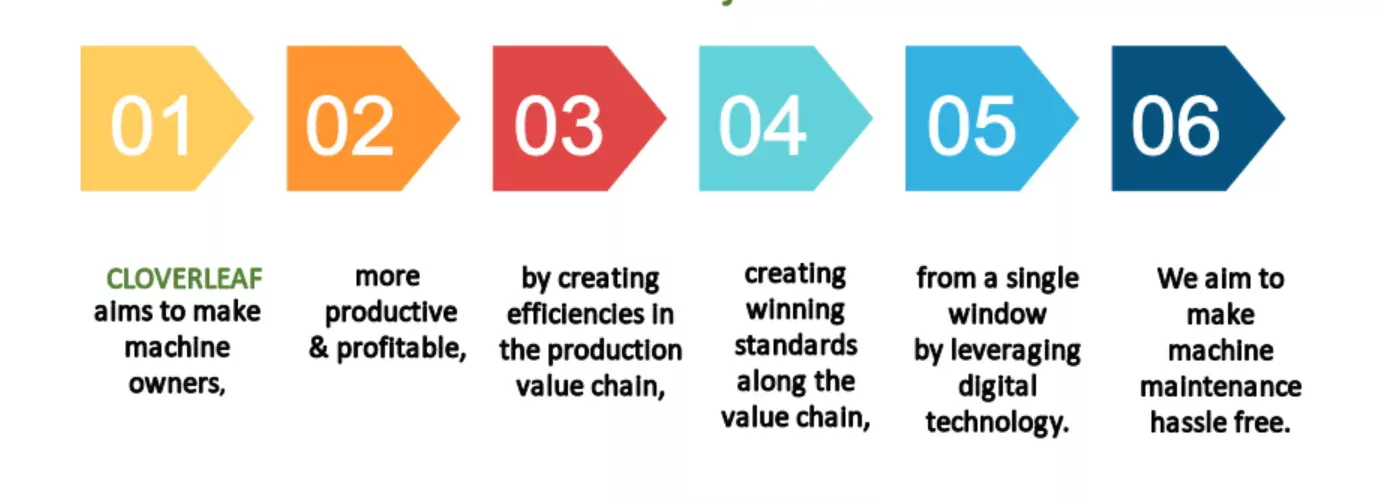 01
02
03
04
05
06
CLOVERLEAF
aims to make
machine
owners,
more
productive
& profitable,
by creating
efficiencies in
the production
value chain,
creating
winning
standards
along the
value chain,
from a single
window
by leveraging
digital
technology.
We aim to
make
machine
maintenance
hassle free.